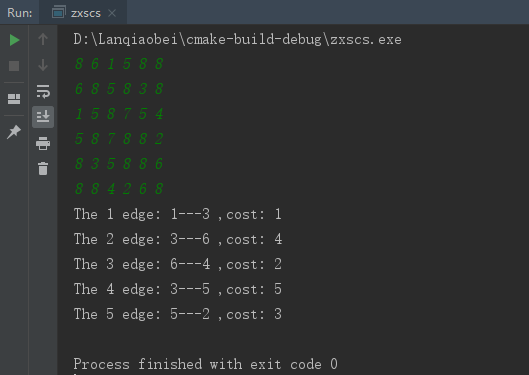 Run: zxscs
D:\Lanqiaobei\cmake-build-debug\zxscs.exe
8 6 1 5 8 8
6 8 5 8 3 8
1 5 8 7 5 4
5 8 7 8 8 2
8 3 5 8 8 6
8 8 4 2 6 8
The 1 edge: 1---3 ,cost: 1
The 2 edge: 3---6 ,cost: 4
The 3 edge: 6---4 ,cost: 2
The 4 edge: 3---5 ,cost: 5
The 5 edge: 5---2 ,cost: 3
Process finished with exit code 0